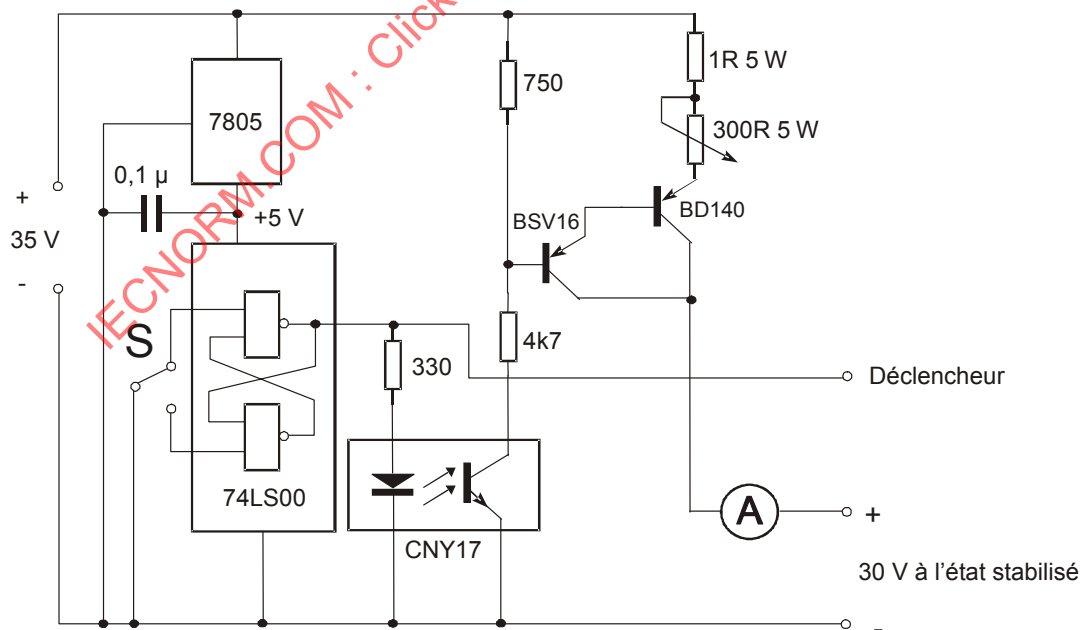 1R 5 W
750
7805
300R 5 W
0,1 µ
+
35 V
-
+5 V
BSV16
BD140
S
4k7
330
Déclencheur
74LS00
CNY17
A
+
30 V à l'état stabilisé
-
IECNORM.COM : Click